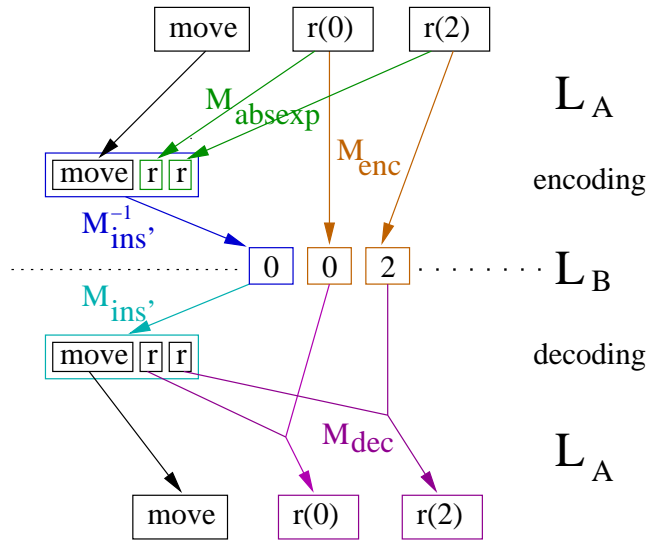 move r(0) r(2)
M_absexp L_A
M_enc
move r r encoding
M_ins'^-1
0 0 2 L_B
M_ins'
move r r decoding
M_dec L_A
move r(0) r(2)